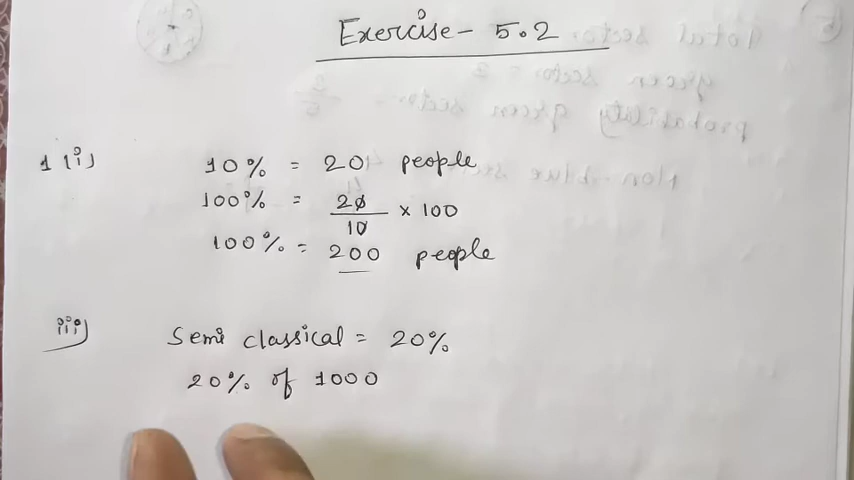 Exercise - 5.2
1 (i) 10% = 20 people
100% = 20/10 x 100
100% = 200 people
iii) Semi classical = 20%
20% of 1000